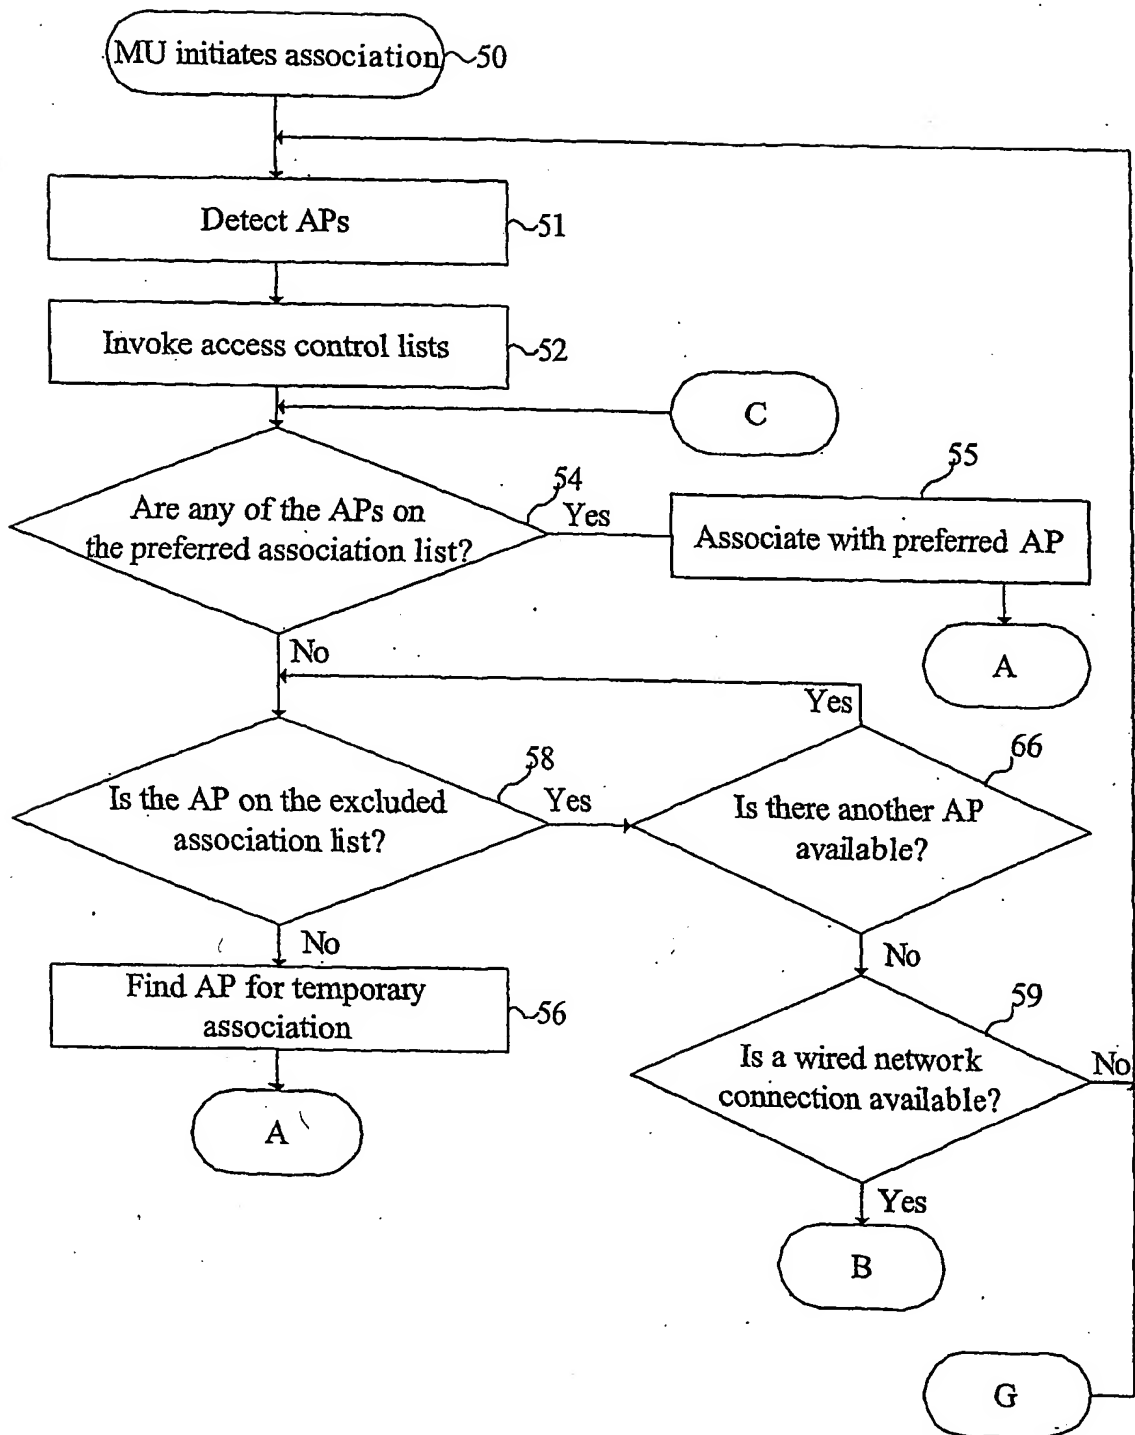 MU initiates association
50
Detect APs
51
Invoke access control lists
52
C
54
55
Are any of the APs on
the preferred association list?
Yes
Associate with preferred AP
No
A
Yes
58
66
Is the AP on the excluded
association list?
Yes
Is there another AP
available?
No
No
Find AP for temporary
association
56
59
Is a wired network
connection available?
No
A
Yes
B
G